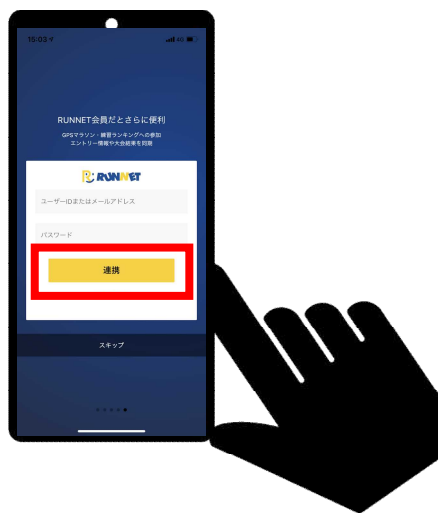 15:03
4G
RUNNET会員だとさらに便利
GPSマラソン・練習ランキングへの参加
エントリー情報や大会結果を同期
RUNNET
ユーザーIDまたはメールアドレス
パスワード
連携
スキップ